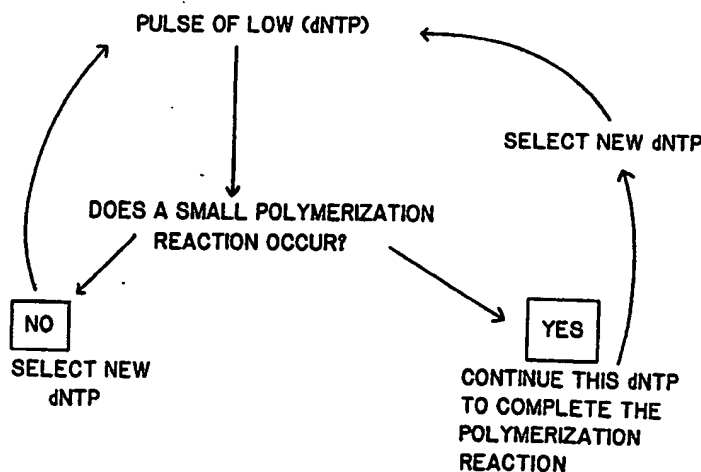 PULSE OF LOW (dNTP)
SELECT NEW dNTP
DOES A SMALL POLYMERIZATION
REACTION OCCUR?
NO
SELECT NEW
dNTP
YES
CONTINUE THIS dNTP
TO COMPLETE THE
POLYMERIZATION
REACTION